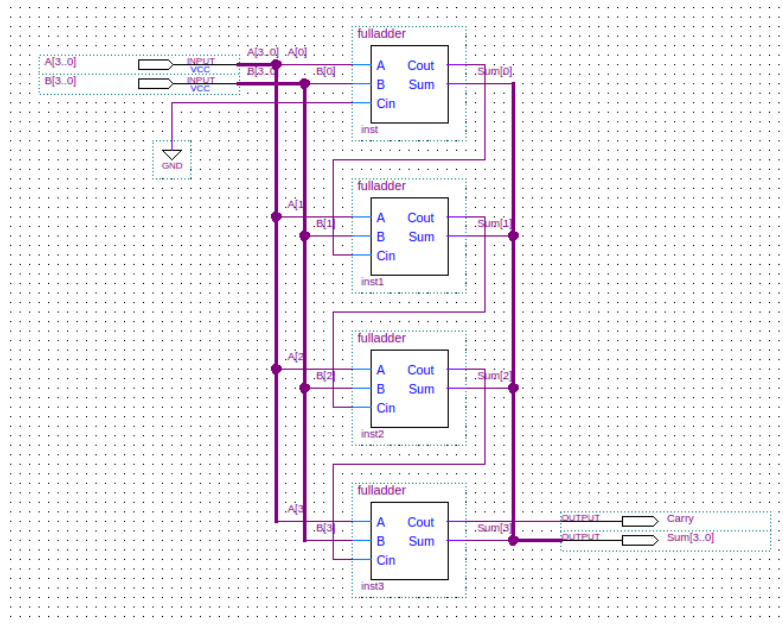 fulladder
A[3..0] A[0]
A[3..0] INPUT VCC A Cout Sum[0]
B[3..0] INPUT VCC B[3..0] B[0] B Sum
Cin
inst
GND
fulladder
A[1 A Cout Sum[1]
B[1] B Sum
Cin
inst1
fulladder
A[2 A Cout Sum[2]
B[2] B Sum
Cin
inst2
fulladder
A[3 A Cout Sum[3] OUTPUT Carry
B[3] B Sum OUTPUT Sum[3..0]
Cin
inst3